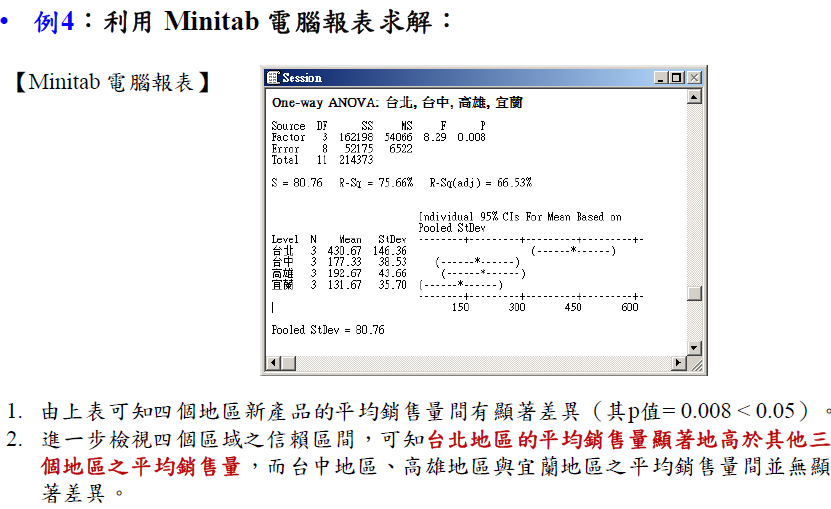 • 例4：利用 Minitab 電腦報表求解：
【Minitab 電腦報表】
Session
One-way ANOVA: 台北, 台中, 高雄, 宜蘭
Source DF SS MS F P
Factor 3 162198 54066 8.29 0.008
Error 8 52175 6522
Total 11 214373
S = 80.76 R-Sq = 75.66% R-Sq(adj) = 66.53%
Individual 95% CIs For Mean Based on
Pooled StDev
Level N Mean StDev --------+---------+---------+---------+-
台北 3 430.67 146.36 (------*------)
台中 3 177.33 38.53 (------*------)
高雄 3 192.67 43.66 (------*------)
宜蘭 3 131.67 35.70 (------*------)
--------+---------+---------+---------+-
150 300 450 600
Pooled StDev = 80.76
1. 由上表可知四個地區新產品的平均銷售量間有顯著差異（其p值= 0.008 < 0.05）。
2. 進一步檢視四個區域之信賴區間，可知台北地區的平均銷售量顯著地高於其他三
個地區之平均銷售量，而台中地區、高雄地區與宜蘭地區之平均銷售量間並無顯
著差異。